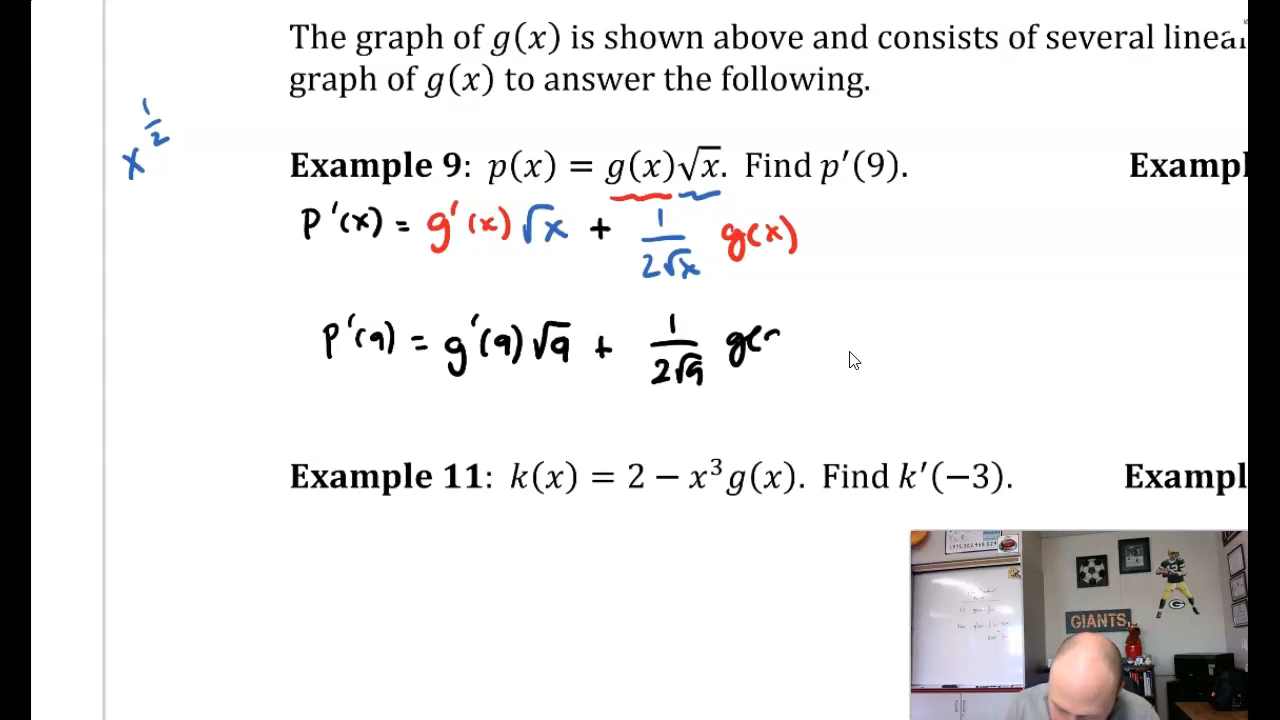 The graph of g(x) is shown above and consists of several linear
graph of g(x) to answer the following.
x^(1/2)
Example 9: p(x) = g(x)√x. Find p′(9). Exampl
p'(x) = g'(x) √x + 1/(2√x) g(x)
p'(9) = g'(9) √9 + 1/(2√9) g(
Example 11: k(x) = 2 − x³g(x). Find k′(−3). Exampl
GIANTS
G